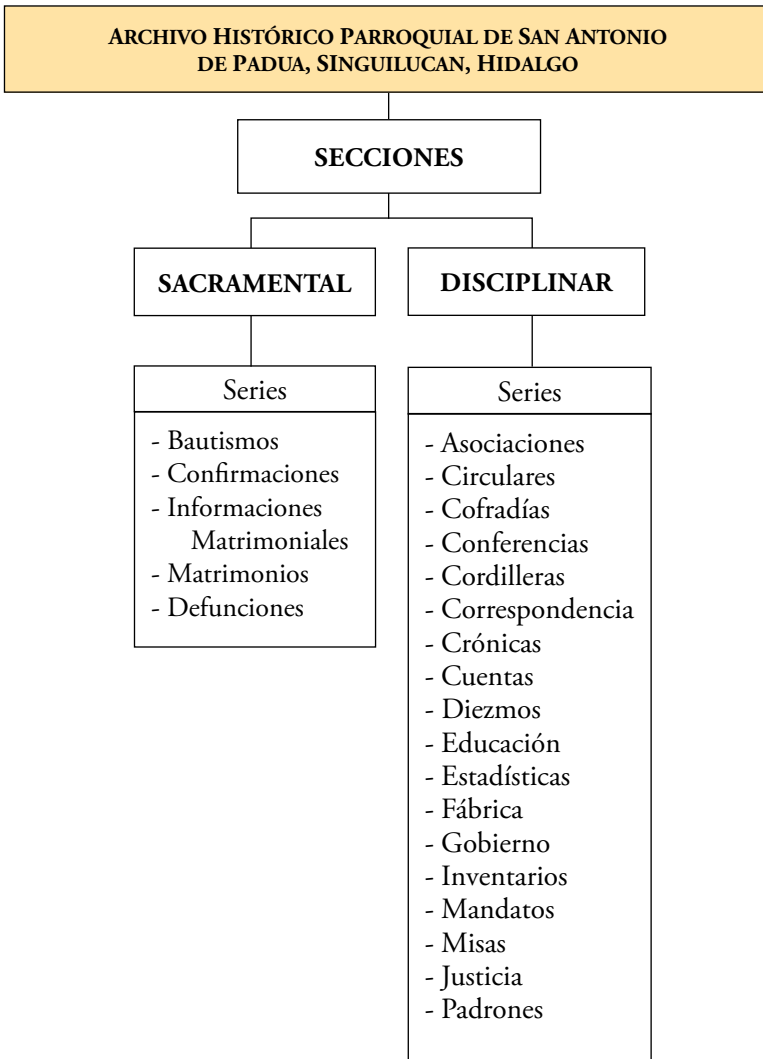 ARCHIVO HISTÓRICO PARROQUIAL DE SAN ANTONIO
DE PADUA, SINGUILUCAN, HIDALGO
SECCIONES
SACRAMENTAL
Series
- Bautismos
- Confirmaciones
- Informaciones
Matrimoniales
- Matrimonios
- Defunciones
DISCIPLINAR
Series
- Asociaciones
- Circulares
- Cofradías
- Conferencias
- Cordilleras
- Correspondencia
- Crónicas
- Cuentas
- Diezmos
- Educación
- Estadísticas
- Fábrica
- Gobierno
- Inventarios
- Mandatos
- Misas
- Justicia
- Padrones